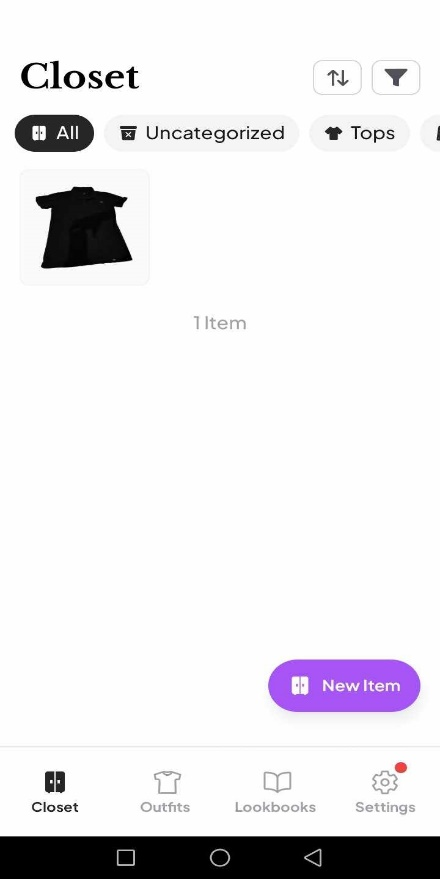 Closet
All
Uncategorized
Tops
1 Item
New Item
Closet
Outfits
Lookbooks
Settings